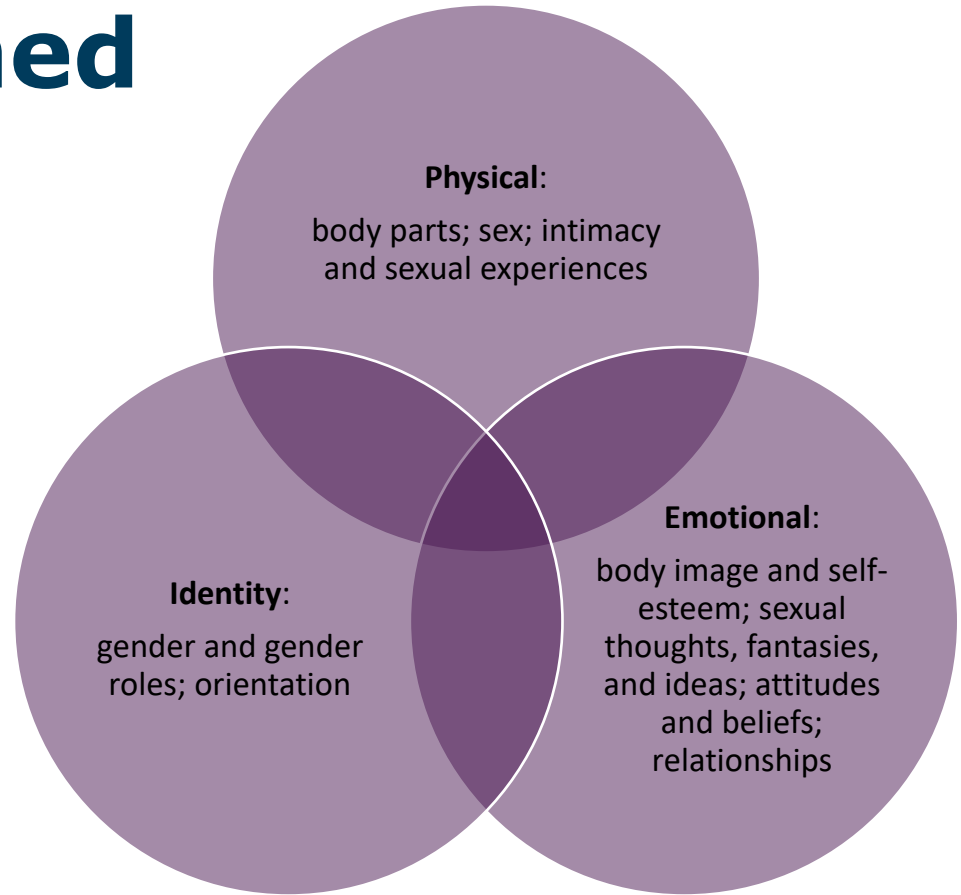 ned
Physical:
body parts; sex; intimacy
and sexual experiences
Identity:
gender and gender
roles; orientation
Emotional:
body image and self-
esteem; sexual
thoughts, fantasies,
and ideas; attitudes
and beliefs;
relationships